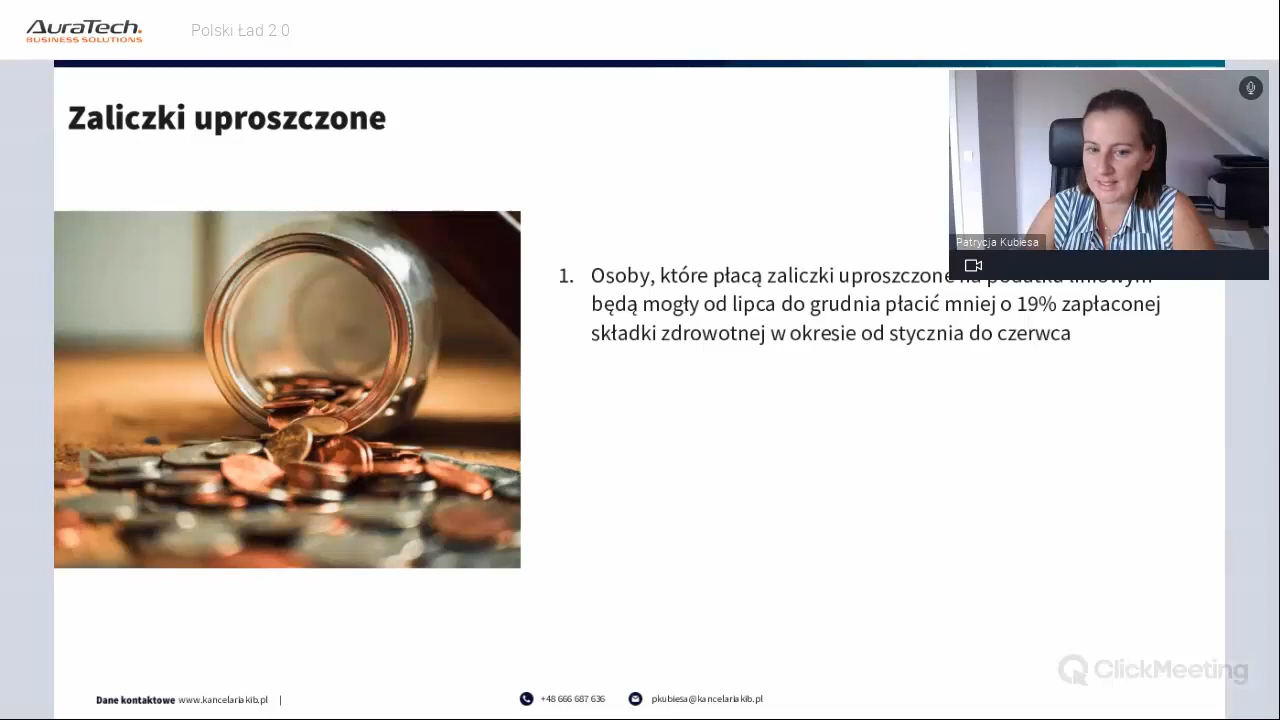 AuraTech.
BUSINESS SOLUTIONS
Polski Ład 2 0
Zaliczki uproszczone
Patrycja Kubiesa
1. Osoby, które płacą zaliczki uproszczone
będą mogły od lipca do grudnia płacić mniej o 19% zapłaconej
składki zdrowotnej w okresie od stycznia do czerwca
ClickMeeting
Dane kontaktowe www.kancelariakib.pl |
+48 666 687 636
pkubiesa@kancelariakib.pl